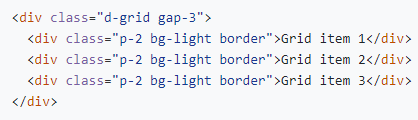 <div class="d-grid gap-3">
  <div class="p-2 bg-light border">Grid item 1</div>
  <div class="p-2 bg-light border">Grid item 2</div>
  <div class="p-2 bg-light border">Grid item 3</div>
</div>